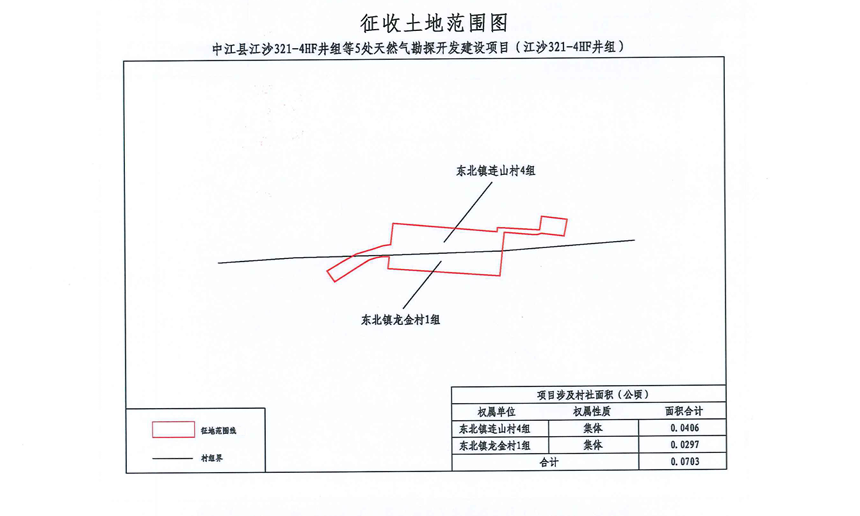 征收土地范围图
中江县江沙321-4HF井组等5处天然气勘探开发建设项目(江沙321-4HF井组)
东北镇连山村4组
东北镇龙金村1组
征地范围线
村组界
项目涉及村社面积(公顷)
权属单位 权属性质 面积合计
东北镇连山村4组 集体 0.0406
东北镇龙金村1组 集体 0.0297
合计 0.0703